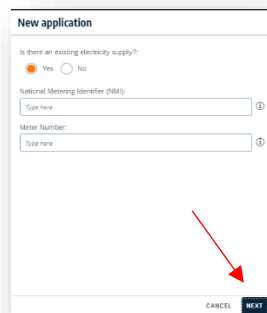 New application
Is there an existing electricity supply?:
Yes No
National Metering Identifier (NMI):
Type here
Meter Number:
Type here
CANCEL NEXT